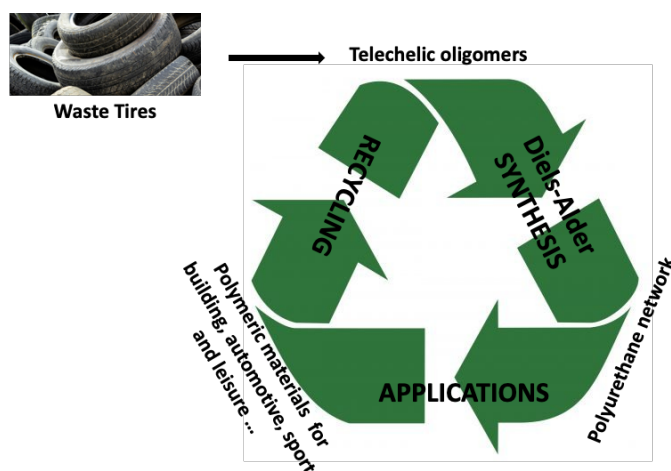 Waste Tires
Telechelic oligomers
RECYCLING
Diels-Alder
SYNTHESIS
Polyurethane network
APPLICATIONS
Polymeric materials for
building, automotive, sport
and leisure ...